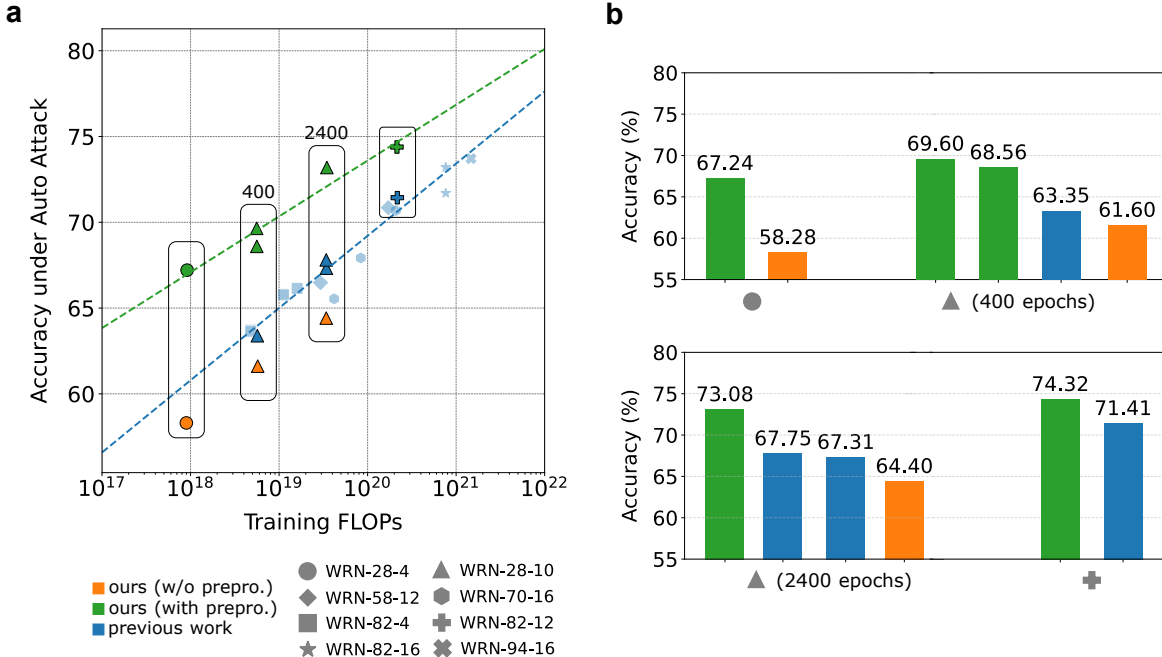 a
Accuracy under Auto Attack
80
75
70
65
60
400
2400
10^17
10^18
10^19
10^20
10^21
10^22
Training FLOPs
ours (w/o prepro.)
ours (with prepro.)
previous work
WRN-28-4
WRN-58-12
WRN-82-4
WRN-82-16
WRN-28-10
WRN-70-16
WRN-82-12
WRN-94-16
b
Accuracy (%)
80
75
70
65
60
55
67.24
58.28
69.60
68.56
63.35
61.60
(400 epochs)
Accuracy (%)
80
75
70
65
60
55
73.08
67.75
67.31
64.40
74.32
71.41
(2400 epochs)